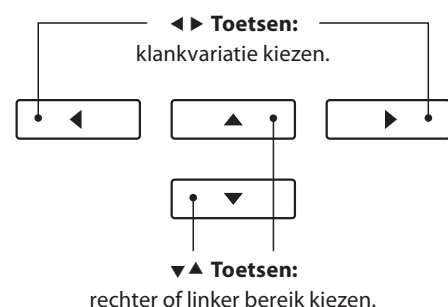 ◀ ▶ Toetsen:
klankvariatie kiezen.
▼▲ Toetsen:
rechter of linker bereik kiezen.